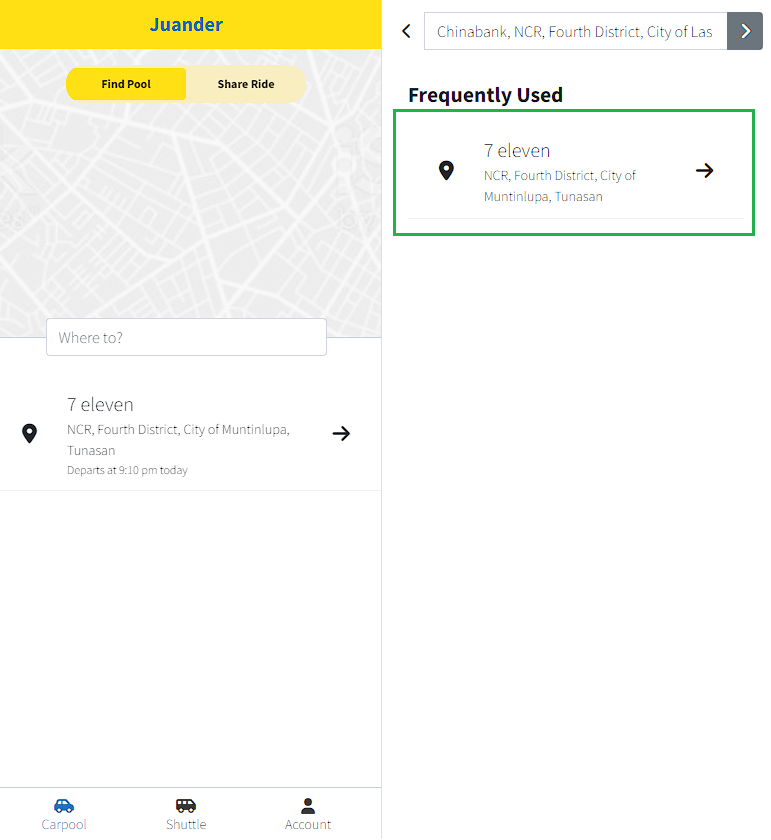 Juander
Find Pool
Share Ride
Where to?
7 eleven
NCR, Fourth District, City of Muntinlupa,
Tunasan
Departs at 9:10 pm today
Carpool
Shuttle
Account
Chinabank, NCR, Fourth District, City of Las
Frequently Used
7 eleven
NCR, Fourth District, City of
Muntinlupa, Tunasan